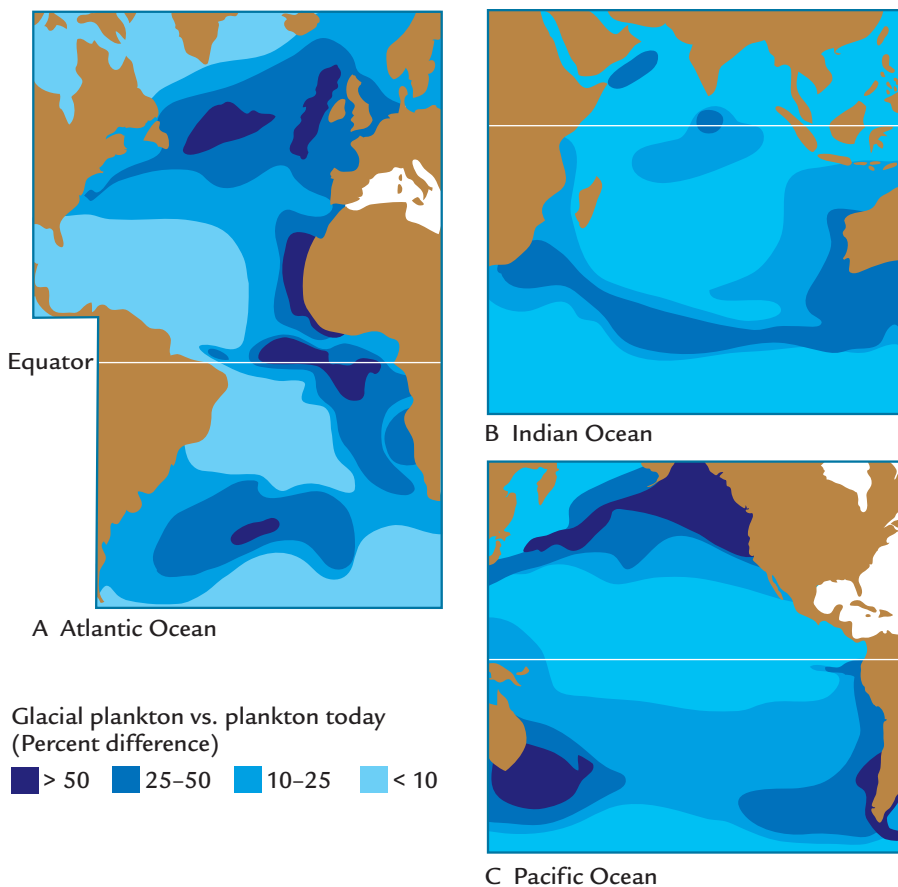 Equator
A Atlantic Ocean
B Indian Ocean
C Pacific Ocean
Glacial plankton vs. plankton today
(Percent difference)
> 50 25–50 10–25 < 10